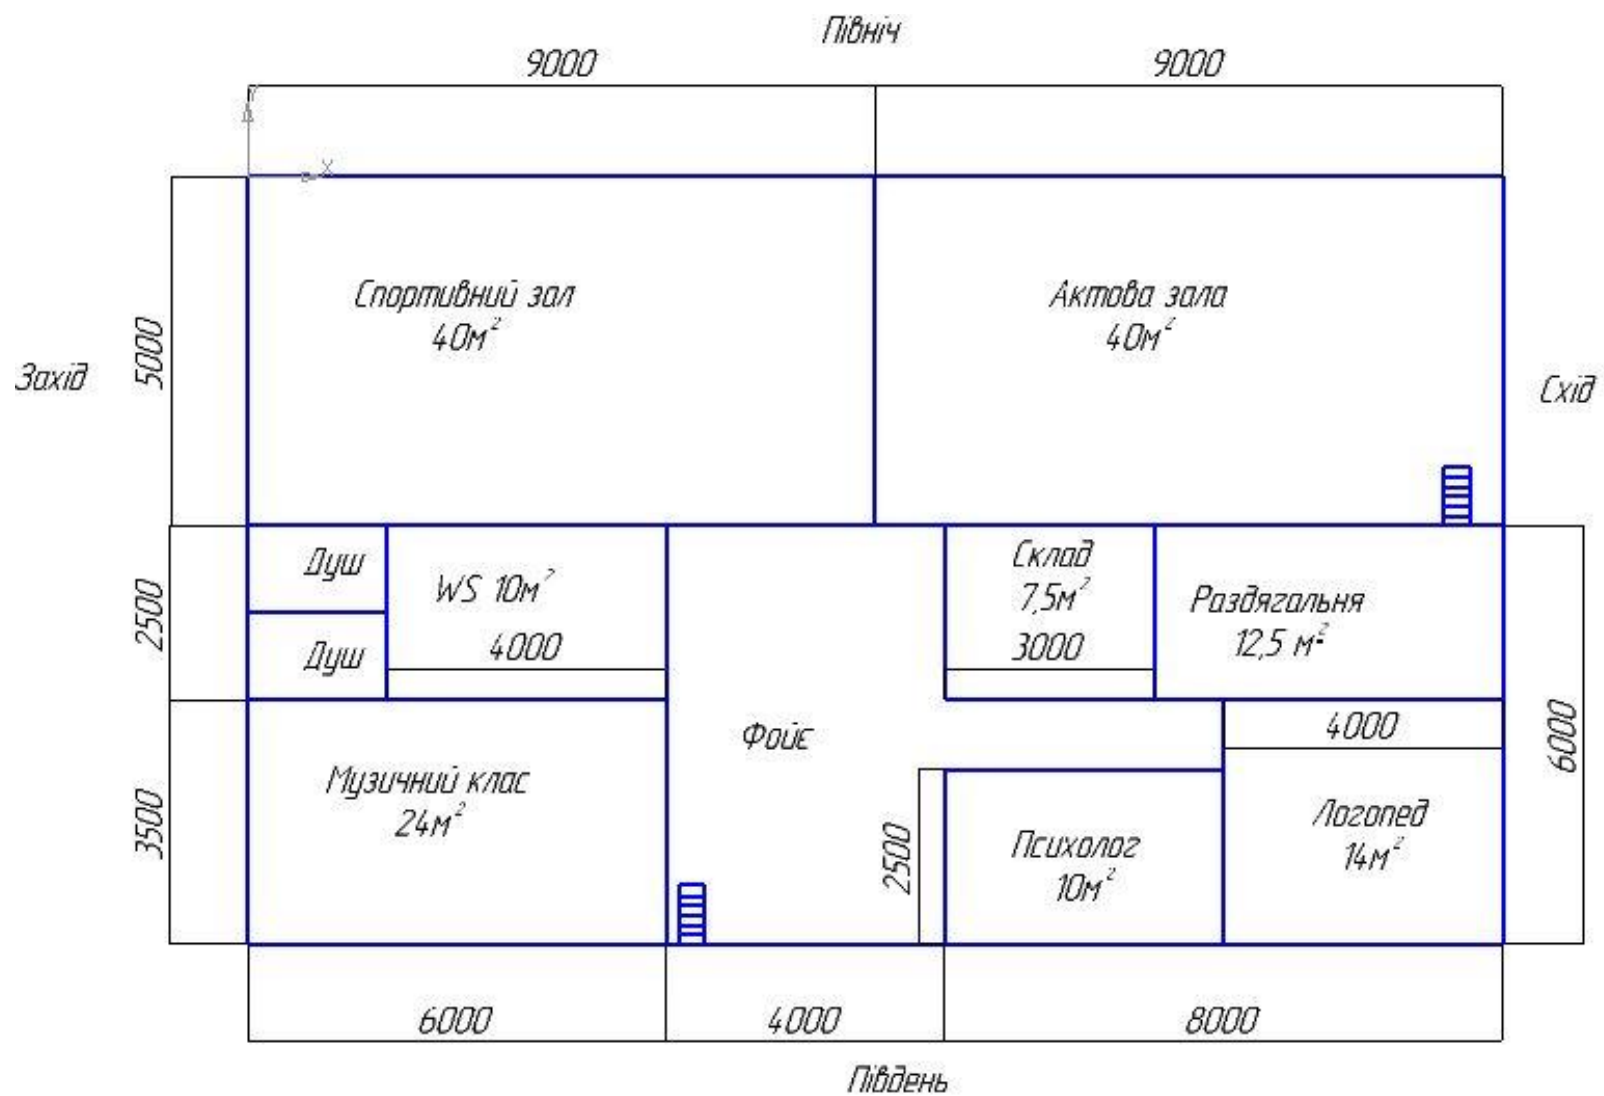 Північ
9000
9000
Y
X
Спортивний зал
40м²
Актова зала
40м²
5000
Захід
Схід
Душ
WS 10м²
Склад
7,5м²
Раздягальня
12,5 м²
2500
Душ
4000
3000
Фойє
4000
6000
Музичний клас
24м²
3500
2500
Психолог
10м²
Логопед
14м²
6000
4000
8000
Південь